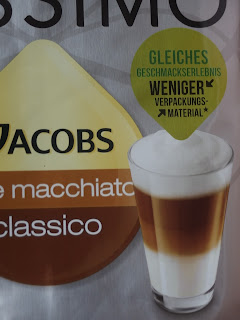 SSIMO
GLEICHES
GESCHMACKSERLEBNIS
WENIGER
VERPACKUNGS-
MATERIAL*
JACOBS
e macchiato
classico